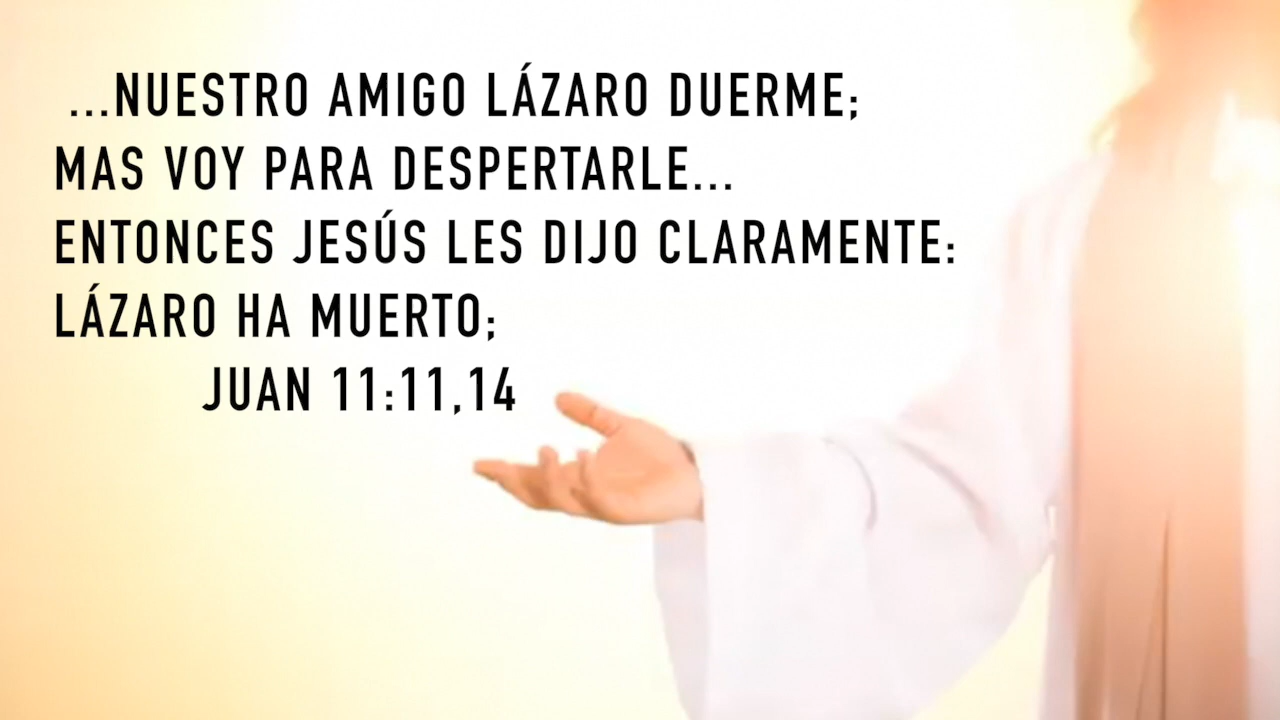 ...NUESTRO AMIGO LÁZARO DUERME;
MAS VOY PARA DESPERTARLE...
ENTONCES JESÚS LES DIJO CLARAMENTE:
LÁZARO HA MUERTO;
JUAN 11:11,14